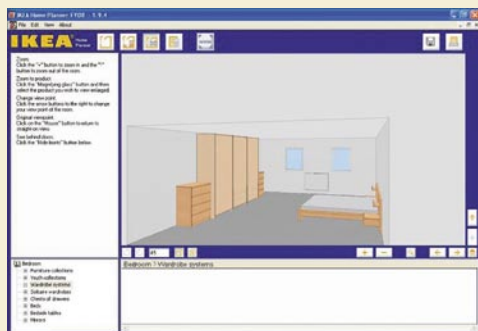 IKEA Home Planner
File Edit View About
IKEA Home Planner
Zoom
Click the "+" button to zoom in and the "-"
button to zoom out of the room.
Zoom to product
Click the "Magnifying glass" button and then
select the product you wish to view enlarged.
Change view point
Click the arrow buttons to the right to change
your view point of the room.
Original viewpoint
Click on the "House" button to return to
straight on view.
See behind doors
Click the "Hide fronts" button below.
Bedroom
Furniture collections
Youth collections
Wardrobe systems
Solitaire wardrobes
Chests of drawers
Beds
Bedside tables
Mirrors
Bedroom \ Wardrobe systems